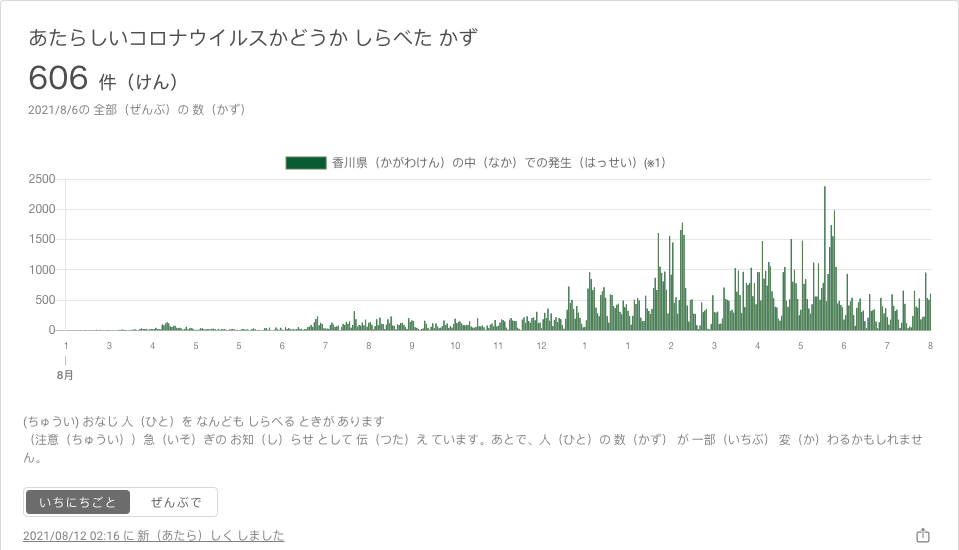 あたらしいコロナウイルスかどうか しらべた かず
606 件（けん）
2021/8/6の 全部（ぜんぶ）の 数（かず）
香川県（かがわけん）の中（なか）での発生（はっせい）(※1)
2500
2000
1500
1000
500
0
1 3 4 5 5 6 7 8 9 10 11 12 1 1 2 3 4 5 6 7 8
8月
(ちゅうい) おなじ 人（ひと）を なんども しらべる ときが あります
（注意（ちゅうい））急（いそ）ぎの お知（し）らせ として 伝（つた）え ています。あとで、人（ひと）の 数（かず） が 一部（いちぶ） 変（か）わるかもしれませ
ん。
いちにちごと ぜんぶで
2021/08/12 02:16 に 新（あたら）しく しました